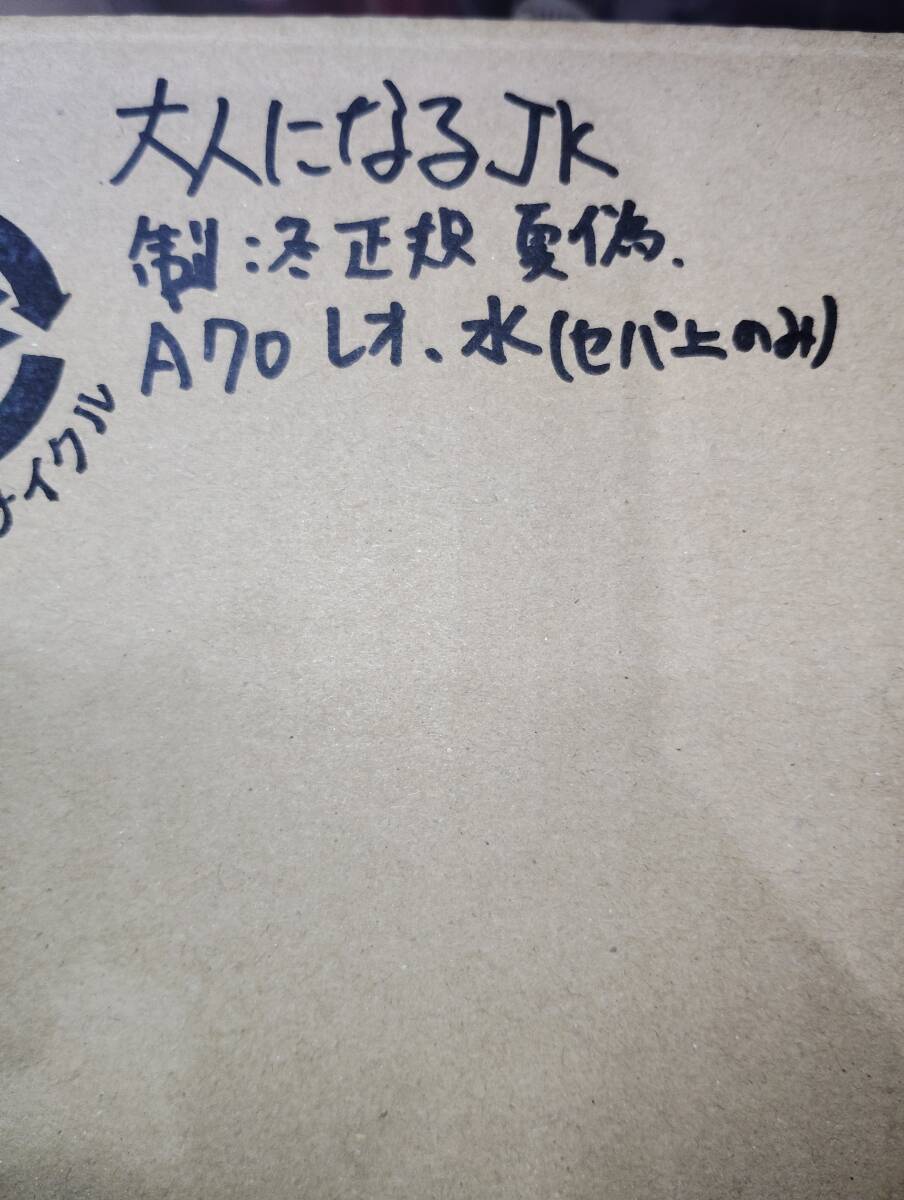 大人になるJK
制:冬正規 夏偽.
A70 レオ、水(セパ上のみ)
イクル